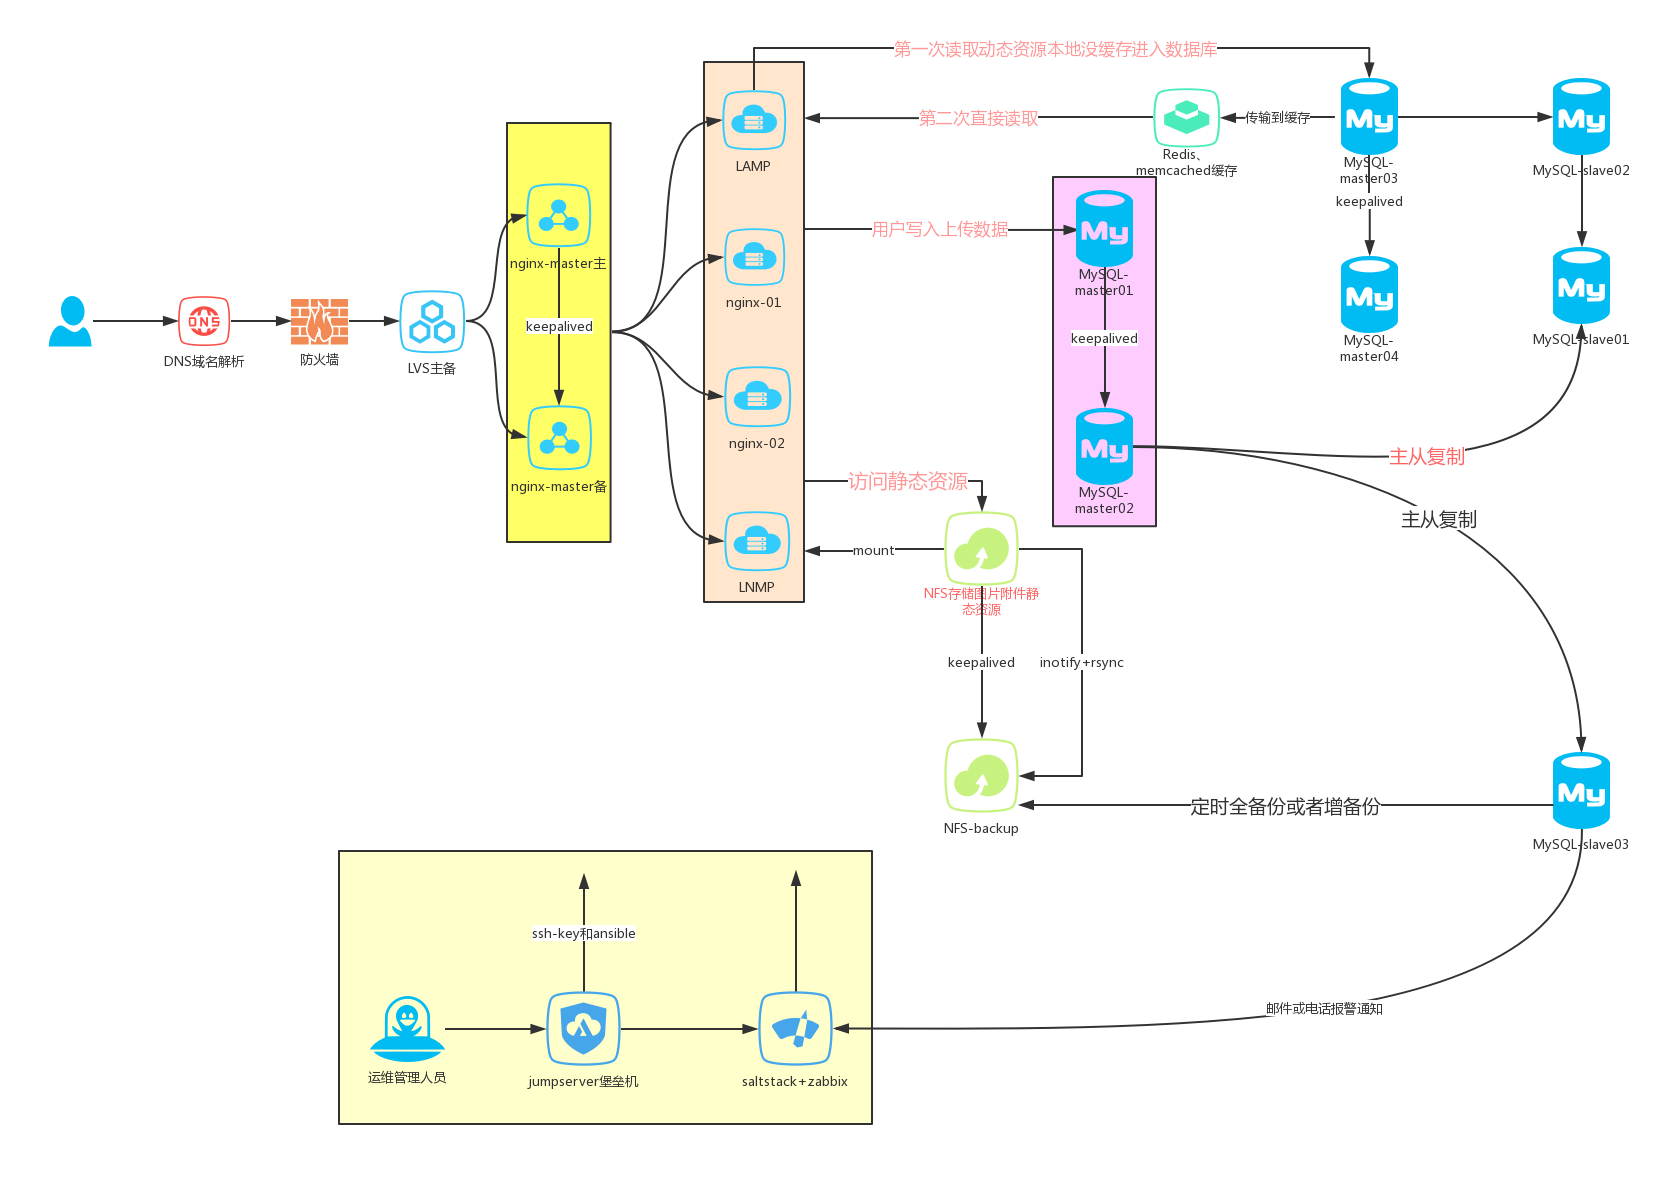 第一次读取动态资源本地没缓存进入数据库
第二次直接读取
传输到缓存
Redis、
memcached缓存
MySQL-
master03
keepalived
MySQL-
master04
MySQL-slave02
MySQL-slave01
LAMP
nginx-01
nginx-02
LNMP
用户写入上传数据
MySQL-
master01
keepalived
MySQL-
master02
主从复制
主从复制
nginx-master主
keepalived
nginx-master备
DNS
DNS域名解析
防火墙
LVS主备
访问静态资源
mount
NFS存储图片附件静
态资源
keepalived
inotify+rsync
NFS-backup
定时全备份或者增备份
MySQL-slave03
邮件或电话报警通知
ssh-key和ansible
运维管理人员
jumpserver堡垒机
saltstack+zabbix
My
My
My
My
My
My
My